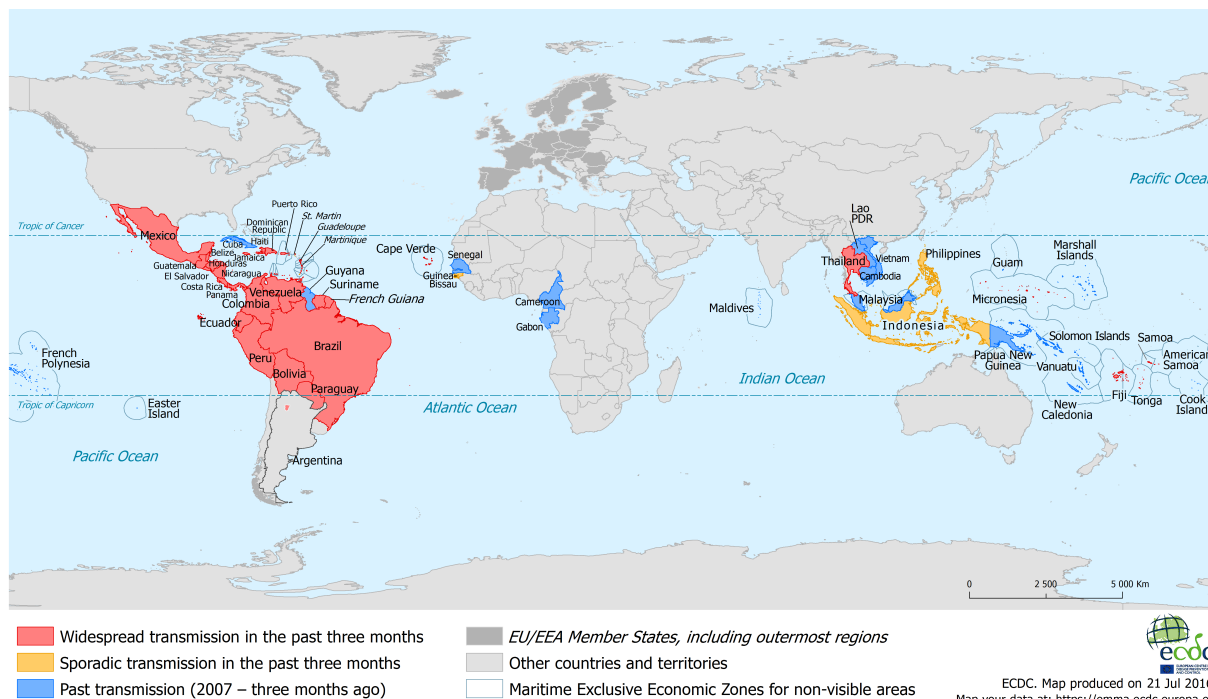 Pacific Ocea
Puerto Rico
St. Martin
Guadeloupe
Martinique
Dominican
Republic
Tropic of Cancer
Mexico
Cuba
Haiti
Belize
Jamaica
Honduras
Guatemala
El Salvador
Nicaragua
Costa Rica
Panama
Cape Verde
Senegal
Guinea-
Bissau
Guyana
Suriname
French Guiana
Venezuela
Colombia
Ecuador
Brazil
Peru
Bolivia
Paraguay
Argentina
Cameroon
Gabon
Maldives
Lao
PDR
Thailand
Vietnam
Cambodia
Philippines
Malaysia
Indonesia
Guam
Marshall
Islands
Micronesia
Papua New
Guinea
Solomon Islands
Vanuatu
Samoa
American
Samoa
New
Caledonia
Fiji
Tonga
Cook
Island
French
Polynesia
Tropic of Capricorn
Easter
Island
Pacific Ocean
Atlantic Ocean
Indian Ocean
0 2 500 5 000 Km
Widespread transmission in the past three months
Sporadic transmission in the past three months
Past transmission (2007 – three months ago)
EU/EEA Member States, including outermost regions
Other countries and territories
Maritime Exclusive Economic Zones for non-visible areas
ecdc
ECDC. Map produced on 21 Jul 2016